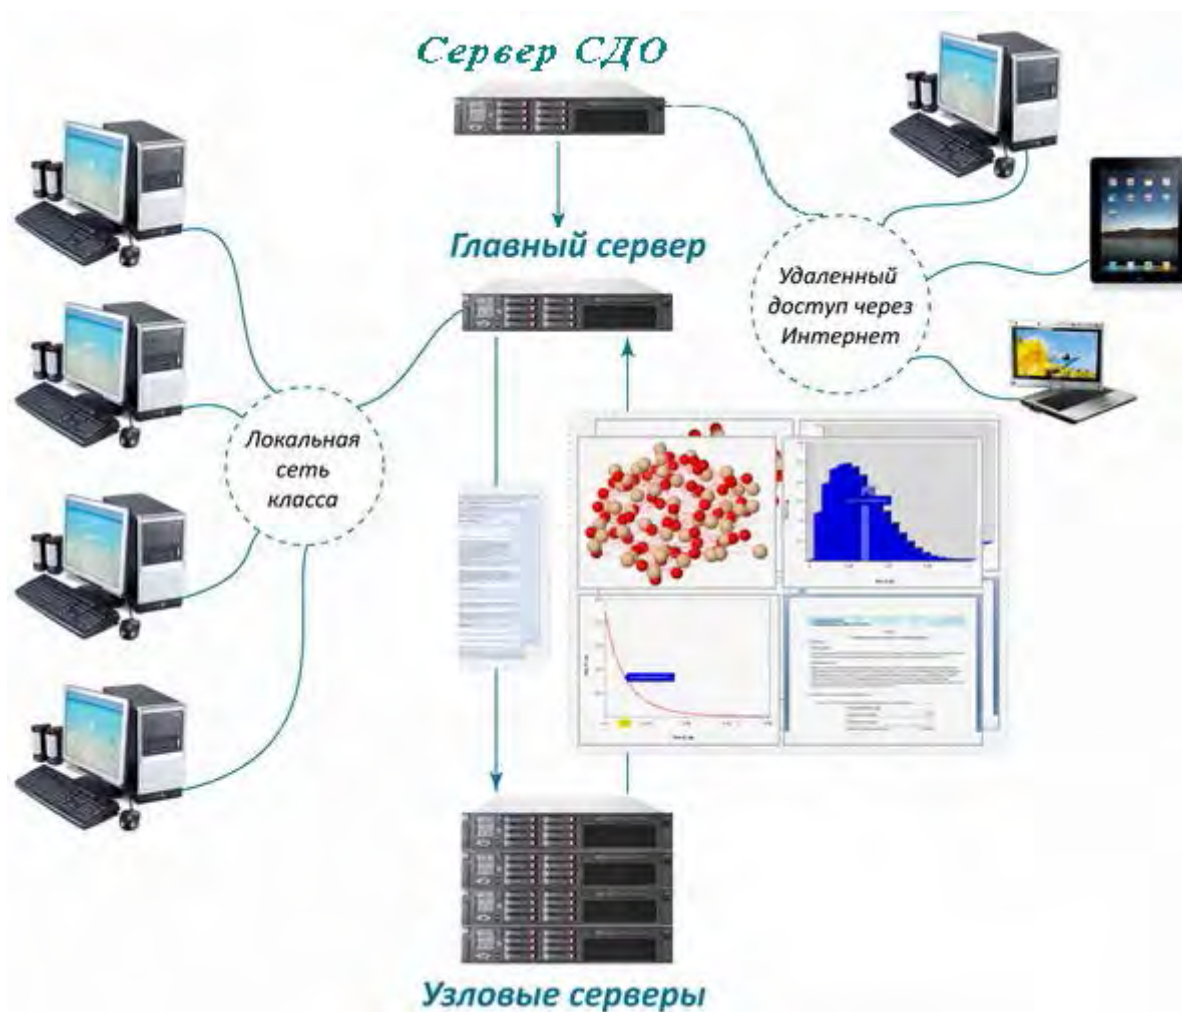 Сервер СДО
Главный сервер
Удаленный
доступ через
Интернет
Локальная
сеть
класса
Узловые серверы